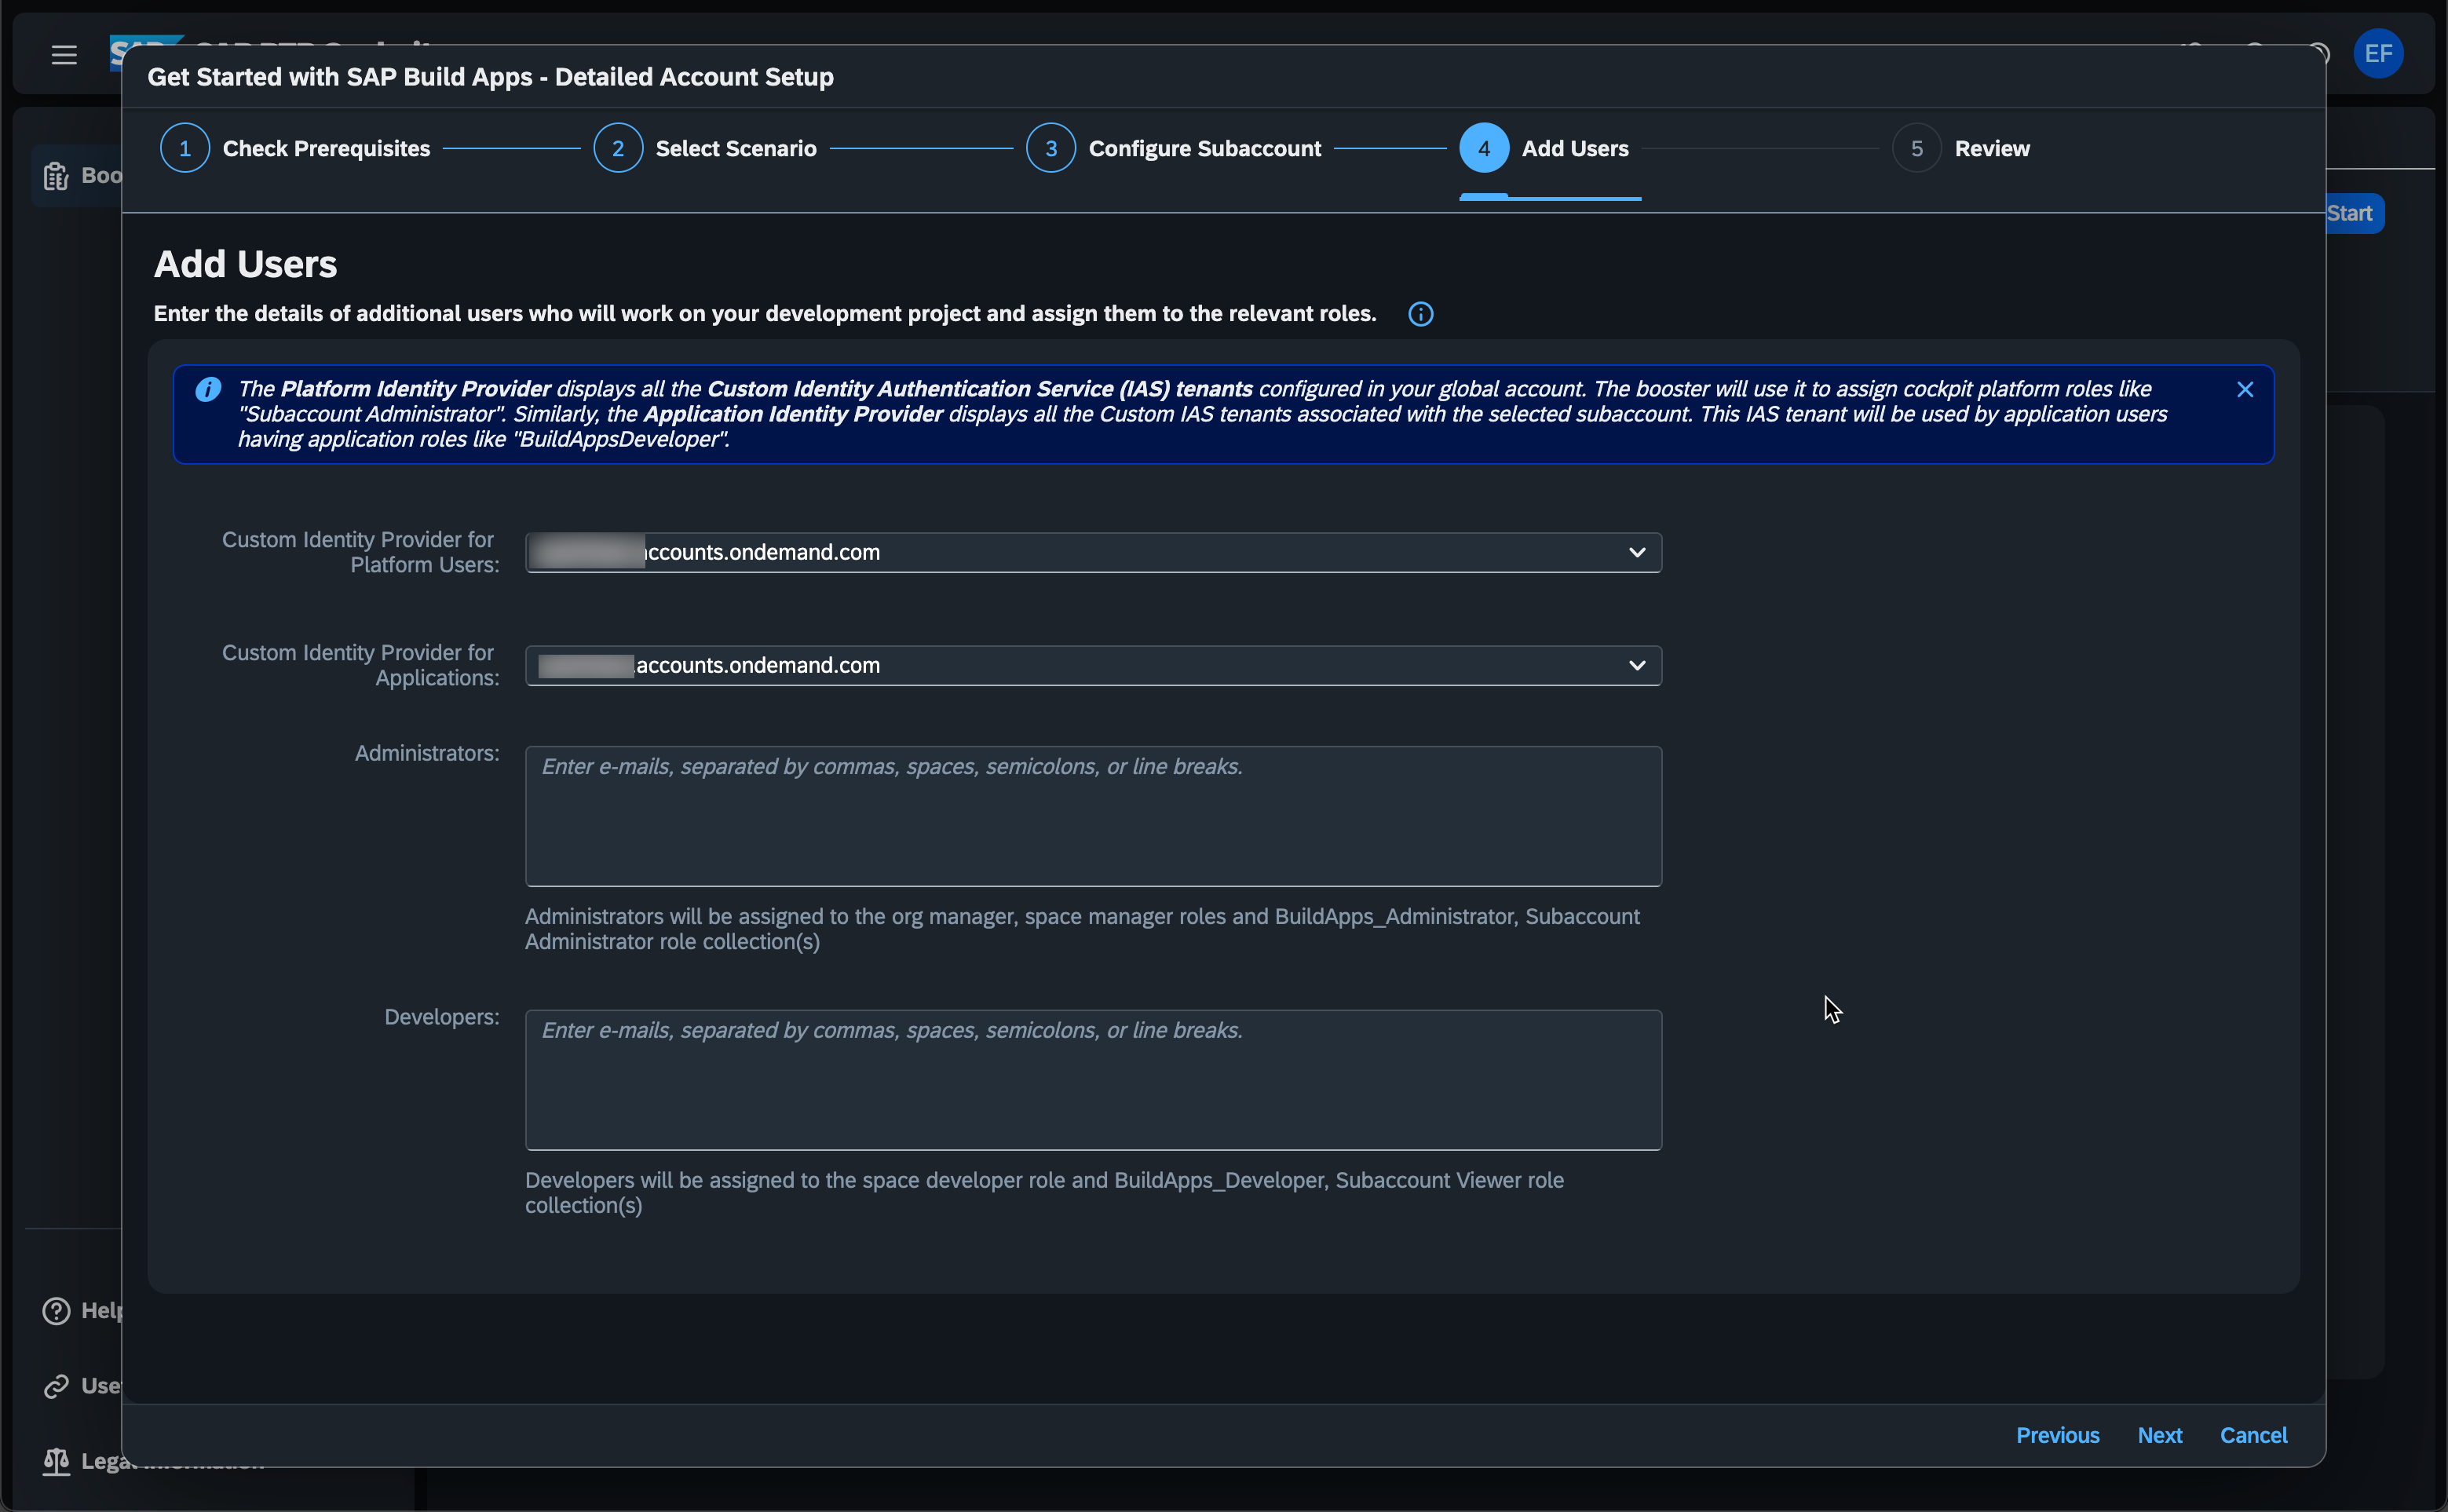 SAP
Get Started with SAP Build Apps - Detailed Account Setup
EF
1 Check Prerequisites
2 Select Scenario
3 Configure Subaccount
4 Add Users
5 Review
Boo
Start
Add Users
Enter the details of additional users who will work on your development project and assign them to the relevant roles.
The Platform Identity Provider displays all the Custom Identity Authentication Service (IAS) tenants configured in your global account. The booster will use it to assign cockpit platform roles like
"Subaccount Administrator". Similarly, the Application Identity Provider displays all the Custom IAS tenants associated with the selected subaccount. This IAS tenant will be used by application users
having application roles like "BuildAppsDeveloper".
Custom Identity Provider for
Platform Users:
ccounts.ondemand.com
Custom Identity Provider for
Applications:
accounts.ondemand.com
Administrators:
Enter e-mails, separated by commas, spaces, semicolons, or line breaks.
Administrators will be assigned to the org manager, space manager roles and BuildApps_Administrator, Subaccount
Administrator role collection(s)
Developers:
Enter e-mails, separated by commas, spaces, semicolons, or line breaks.
Developers will be assigned to the space developer role and BuildApps_Developer, Subaccount Viewer role
collection(s)
Help
Use
Lega
Previous Next Cancel